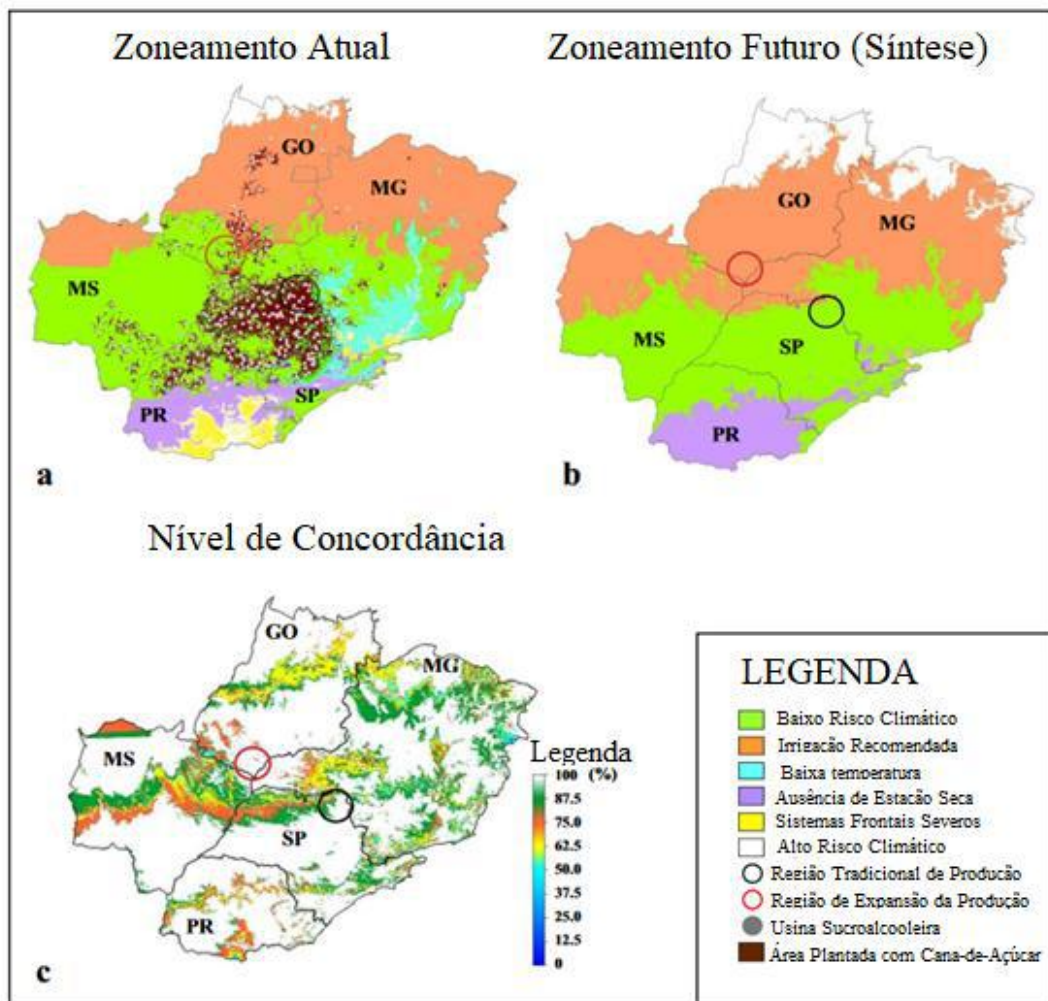 Zoneamento Atual
Zoneamento Futuro (Síntese)
GO
MG
MS
SP
PR
a
GO
MG
MS
SP
PR
b
Nível de Concordância
GO
MG
MS
SP
PR
c
Legenda
100 (%)
87.5
75.0
62.5
50.0
37.5
25.0
12.5
0
LEGENDA
Baixo Risco Climático
Irrigação Recomendada
Baixa temperatura
Ausência de Estacão Seca
Sistemas Frontais Severos
Alto Risco Climático
Região Tradicional de Produção
Região de Expansão da Produção
Usina Sucroalcooleira
Área Plantada com Cana-de-Açúcar